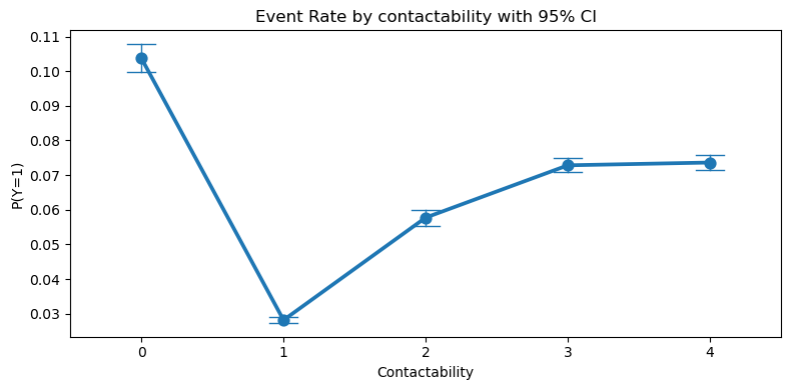 Event Rate by contactability with 95% CI
0.11
0.10
0.09
0.08
0.07
0.06
0.05
0.04
0.03
P(Y=1)
0 1 2 3 4
Contactability